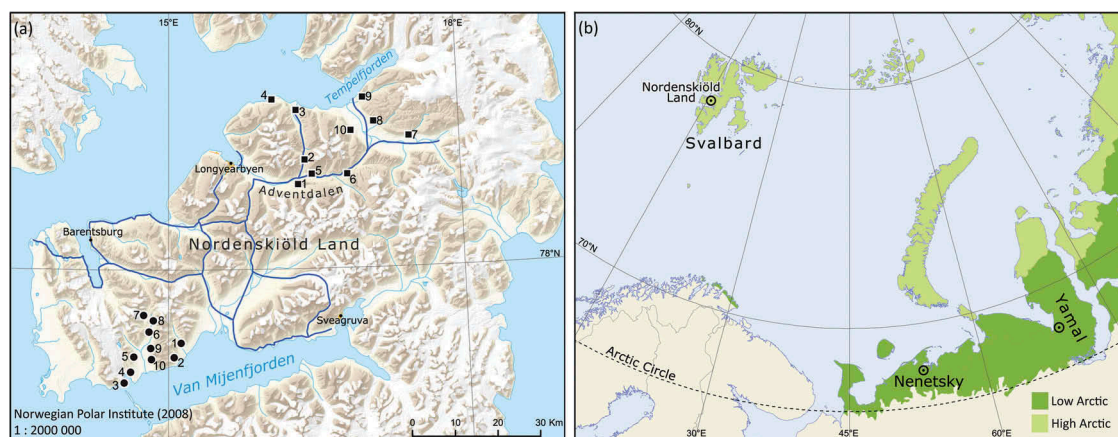 (a)
15°E
18°E
Tempelfjorden
4
9
3
8
10
7
2
Longyearbyen
5
6
1
Adventdalen
Barentsburg
Nordenskiöld Land
78°N
Sveagruva
7
8
6
1
9
5
10
2
4
3
Van Mijenfjorden
Norwegian Polar Institute (2008)
1 : 2000 000
0
10
20
30 Km
(b)
80°N
Nordenskiöld
Land
Svalbard
70°N
Yamal
Arctic Circle
Nenetsky
Low Arctic
High Arctic
30°E
45°E
60°E